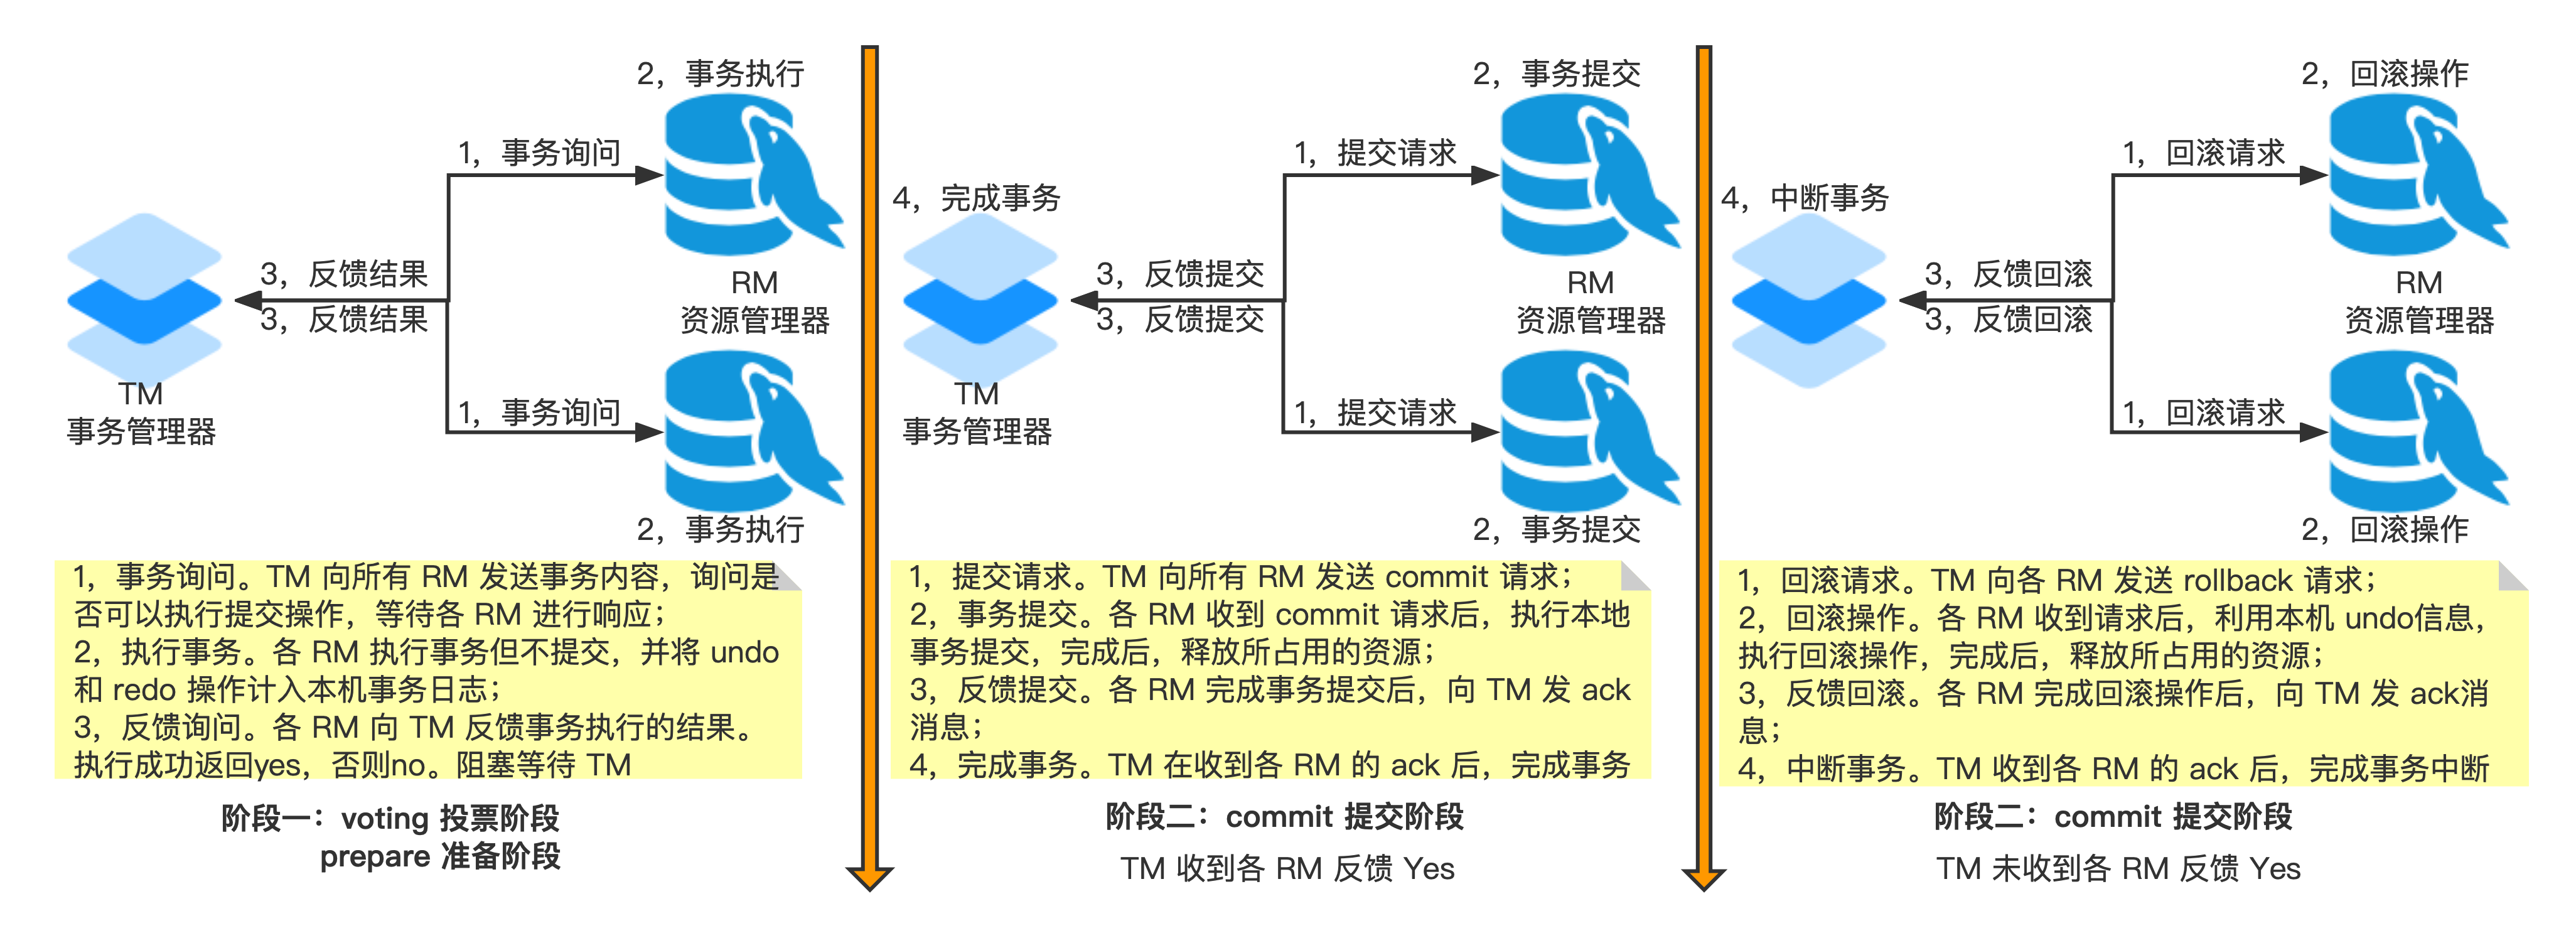 2，事务执行
1，事务询问
3，反馈结果
3，反馈结果
RM
资源管理器
TM
事务管理器
1，事务询问
2，事务执行
1，事务询问。TM 向所有 RM 发送事务内容，询问是
否可以执行提交操作，等待各 RM 进行响应；
2，执行事务。各 RM 执行事务但不提交，并将 undo
和 redo 操作计入本机事务日志；
3，反馈询问。各 RM 向 TM 反馈事务执行的结果。
执行成功返回yes，否则no。阻塞等待 TM
阶段一：voting 投票阶段
prepare 准备阶段
2，事务提交
1，提交请求
4，完成事务
3，反馈提交
3，反馈提交
RM
资源管理器
TM
事务管理器
1，提交请求
2，事务提交
1，提交请求。TM 向所有 RM 发送 commit 请求；
2，事务提交。各 RM 收到 commit 请求后，执行本地
事务提交，完成后，释放所占用的资源；
3，反馈提交。各 RM 完成事务提交后，向 TM 发 ack
消息；
4，完成事务。TM 在收到各 RM 的 ack 后，完成事务
阶段二：commit 提交阶段
TM 收到各 RM 反馈 Yes
2，回滚操作
1，回滚请求
4，中断事务
3，反馈回滚
3，反馈回滚
RM
资源管理器
1，回滚请求
2，回滚操作
1，回滚请求。TM 向各 RM 发送 rollback 请求；
2，回滚操作。各 RM 收到请求后，利用本机 undo信息，
执行回滚操作，完成后，释放所占用的资源；
3，反馈回滚。各 RM 完成回滚操作后，向 TM 发 ack消
息；
4，中断事务。TM 收到各 RM 的 ack 后，完成事务中断
阶段二：commit 提交阶段
TM 未收到各 RM 反馈 Yes